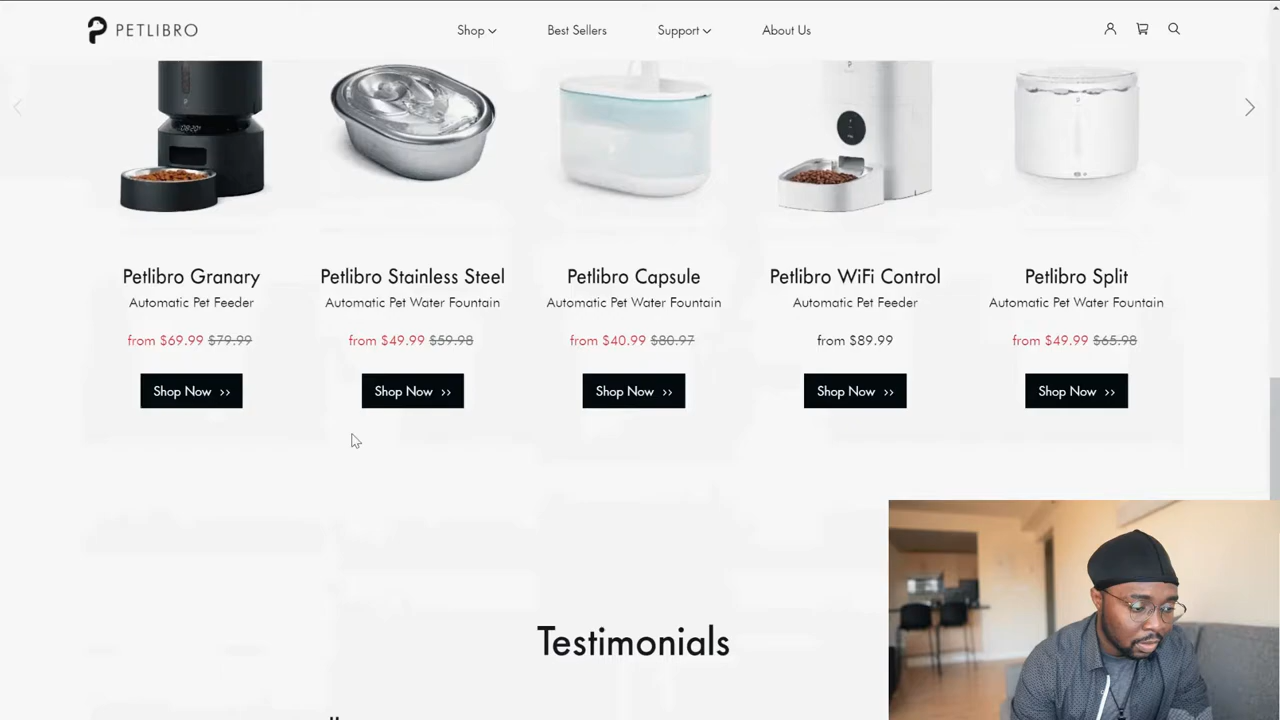 PETLIBRO
Shop
Best Sellers
Support
About Us
Petlibro Granary
Automatic Pet Feeder
from $69.99 $79.99
Shop Now >>
Petlibro Stainless Steel
Automatic Pet Water Fountain
from $49.99 $59.98
Shop Now >>
Petlibro Capsule
Automatic Pet Water Fountain
from $40.99 $80.97
Shop Now >>
Petlibro WiFi Control
Automatic Pet Feeder
from $89.99
Shop Now >>
Petlibro Split
Automatic Pet Water Fountain
from $49.99 $65.98
Shop Now >>
Testimonials